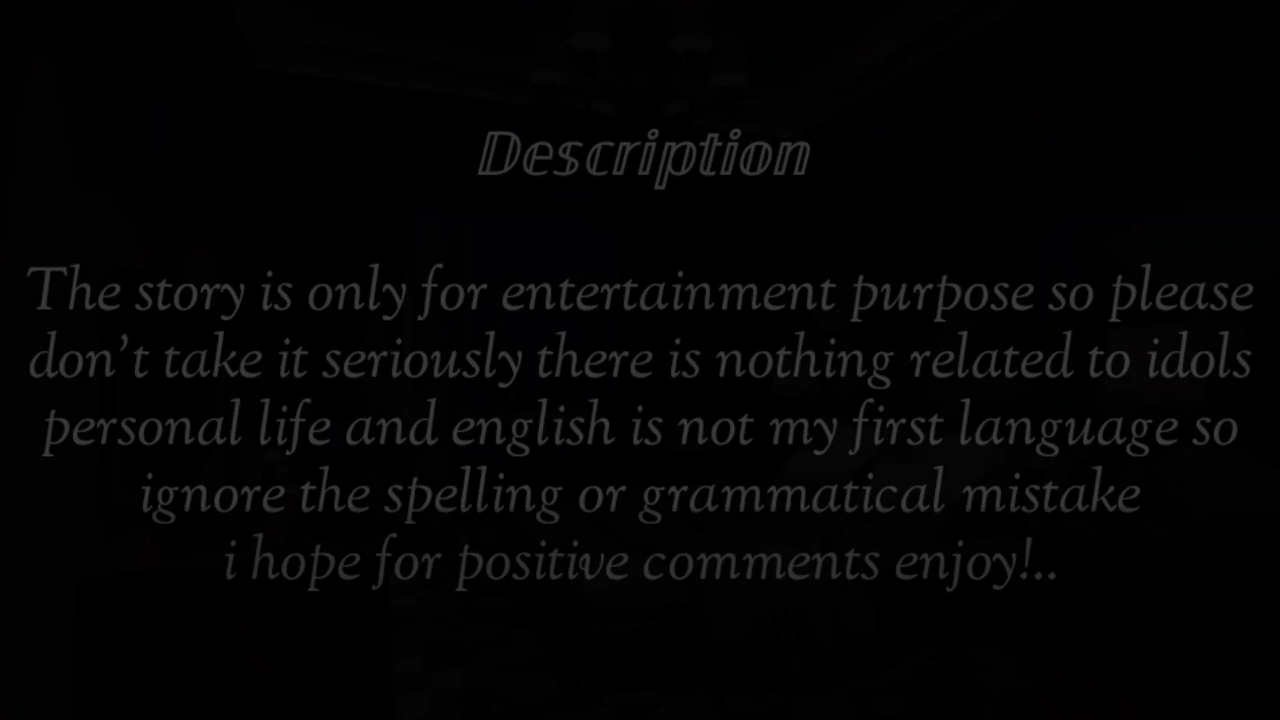 Description
The story is only for entertainment purpose so please
don't take it seriously there is nothing related to idols
personal life and english is not my first language so
ignore the spelling or grammatical mistake
i hope for positive comments enjoy!..